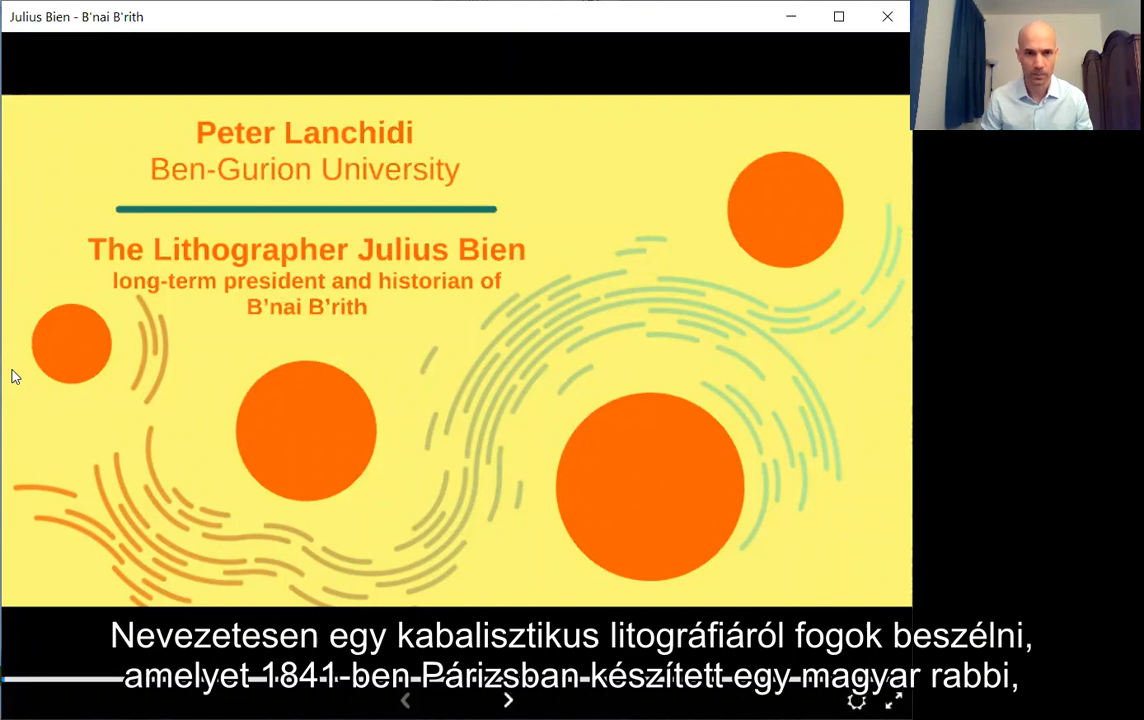 Julius Bien - B'nai B'rith
Peter Lanchidi
Ben-Gurion University
The Lithographer Julius Bien
long-term president and historian of
B’nai B’rith
Nevezetesen egy kabalisztikus litográfiáról fogok beszélni,
amelyet 1841-ben Párizsban készített egy magyar rabbi,